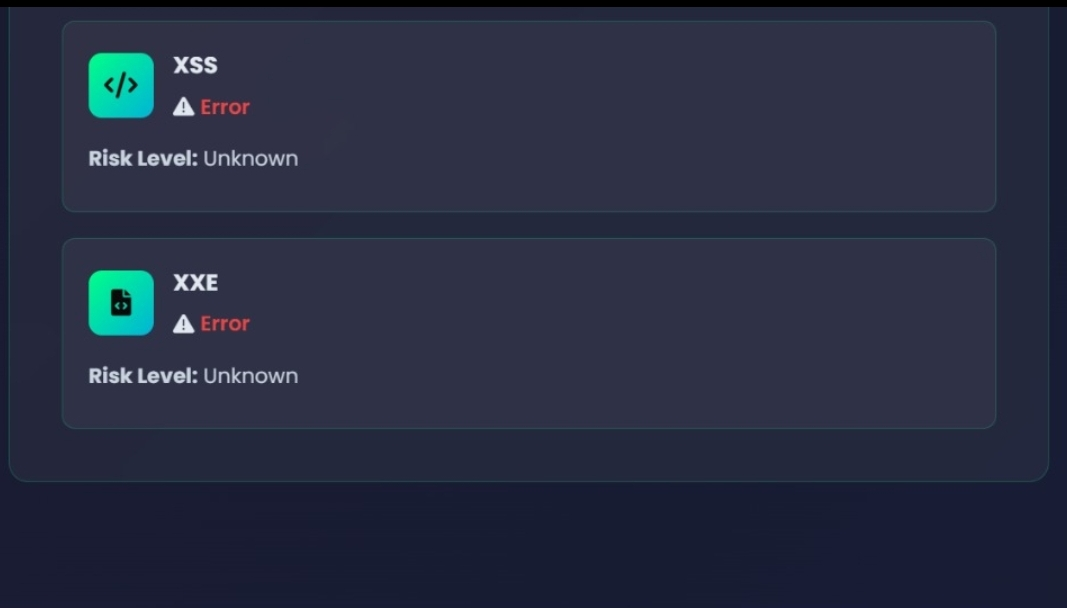 XSS
Error
Risk Level: Unknown
XXE
Error
Risk Level: Unknown